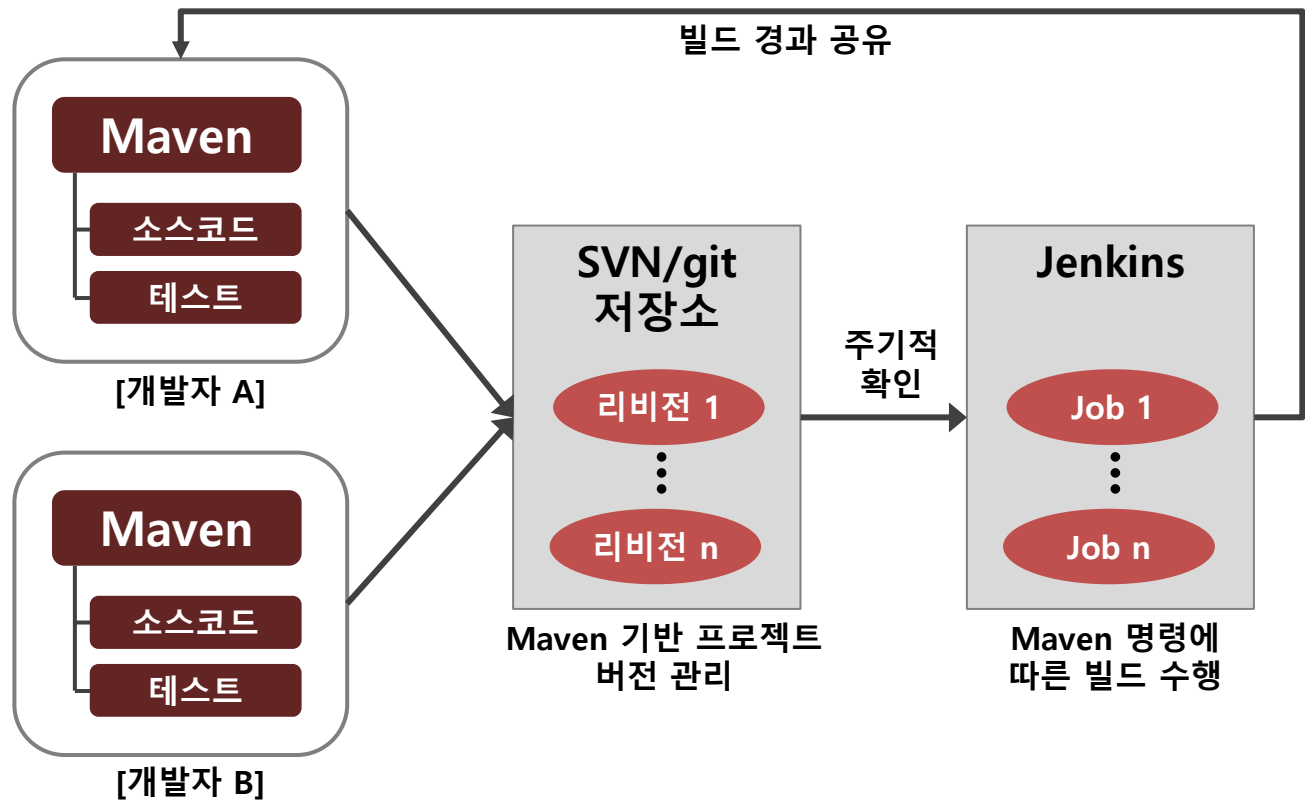 빌드 경과 공유
Maven
소스코드
테스트
[개발자 A]
Maven
소스코드
테스트
[개발자 B]
SVN/git
저장소
리비전 1
리비전 n
Maven 기반 프로젝트
버전 관리
주기적
확인
Jenkins
Job 1
Job n
Maven 명령에
따른 빌드 수행